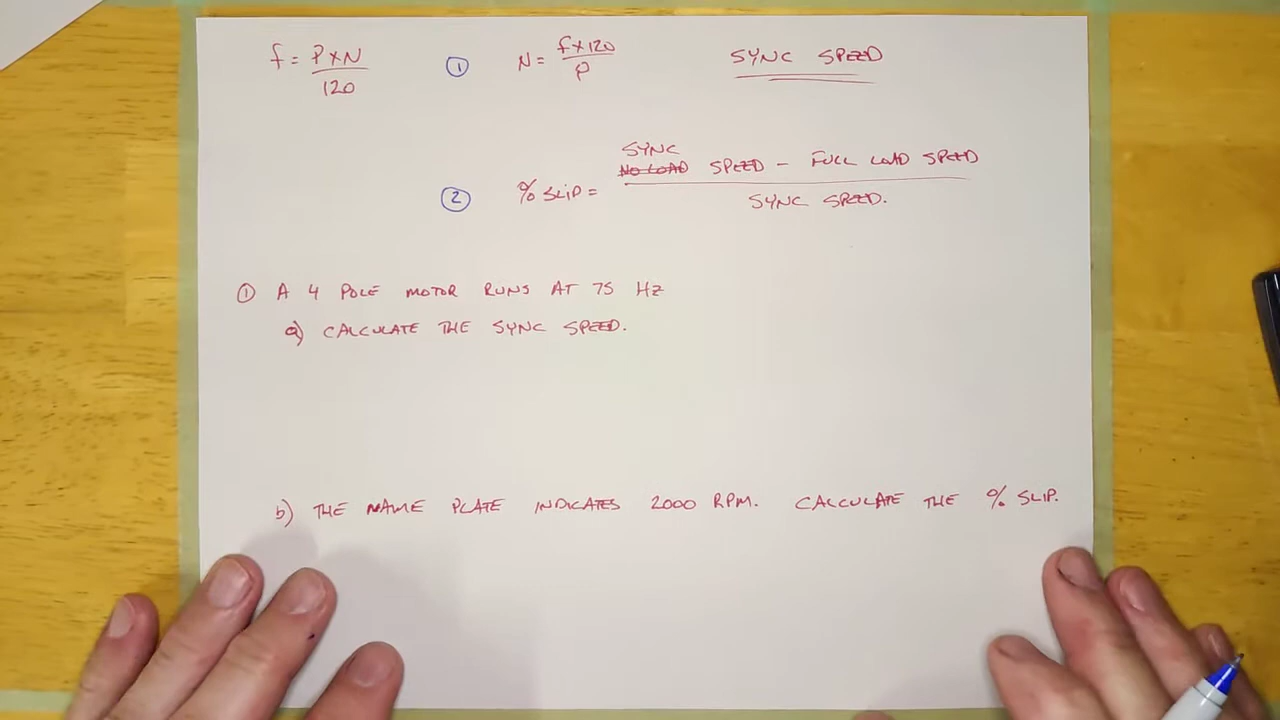 f = P×N / 120 ① N = f×120 / P SYNC SPEED
SYNC
② % SLIP = NO LOAD SPEED - FULL LOAD SPEED
SYNC SPEED.
① A 4 POLE MOTOR RUNS AT 75 HZ
a) CALCULATE THE SYNC SPEED.
b) THE NAME PLATE INDICATES 2000 RPM. CALCULATE THE % SLIP.